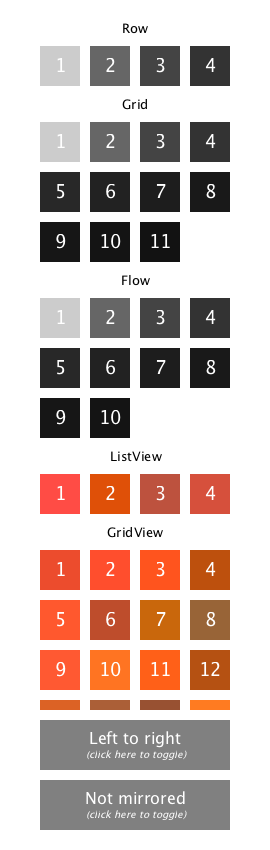 Row
1 2 3 4
Grid
1 2 3 4
5 6 7 8
9 10 11
Flow
1 2 3 4
5 6 7 8
9 10
ListView
1 2 3 4
GridView
1 2 3 4
5 6 7 8
9 10 11 12
Left to right
(click here to toggle)
Not mirrored
(click here to toggle)